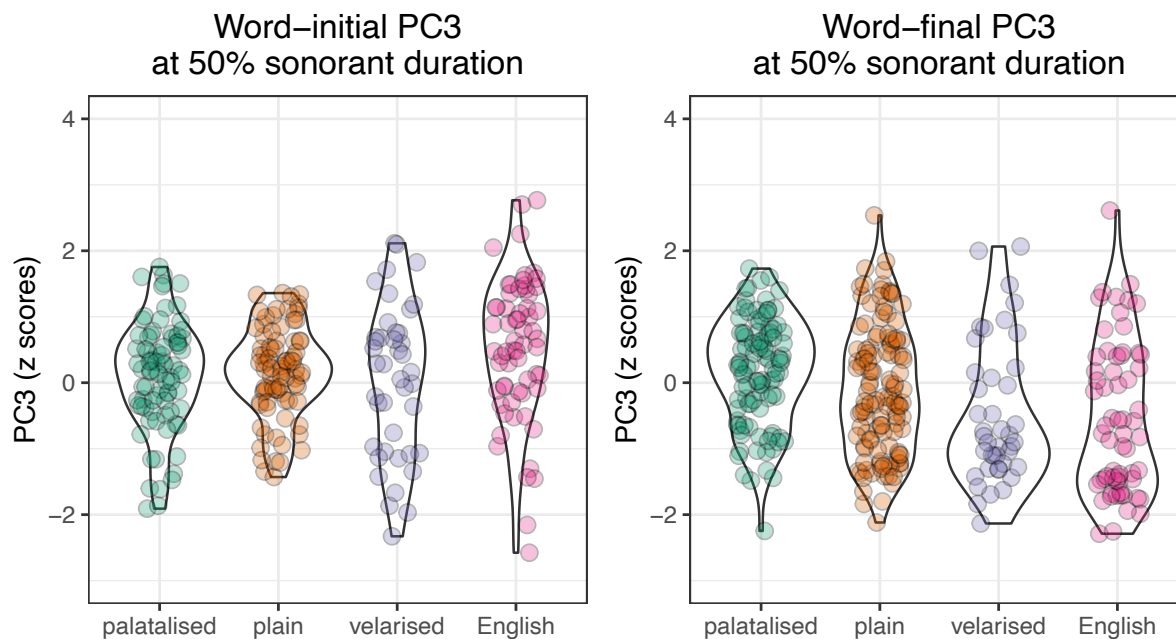 Word−initial PC3
at 50% sonorant duration
PC3 (z scores)
4
2
0
−2
palatalised plain velarised English
Word−final PC3
at 50% sonorant duration
PC3 (z scores)
4
2
0
−2
palatalised plain velarised English